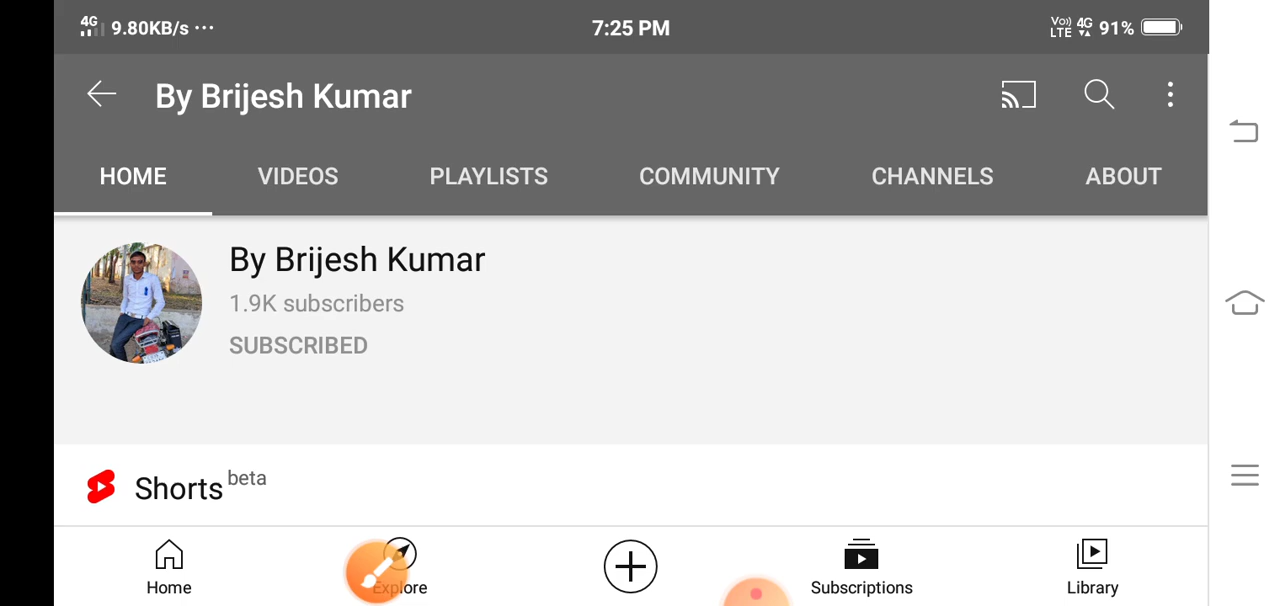 4G 9.80KB/s ··· 7:25 PM Vo) LTE 4G 91%
By Brijesh Kumar
HOME VIDEOS PLAYLISTS COMMUNITY CHANNELS ABOUT
By Brijesh Kumar
1.9K subscribers
SUBSCRIBED
Shorts beta
Home Explore Subscriptions Library